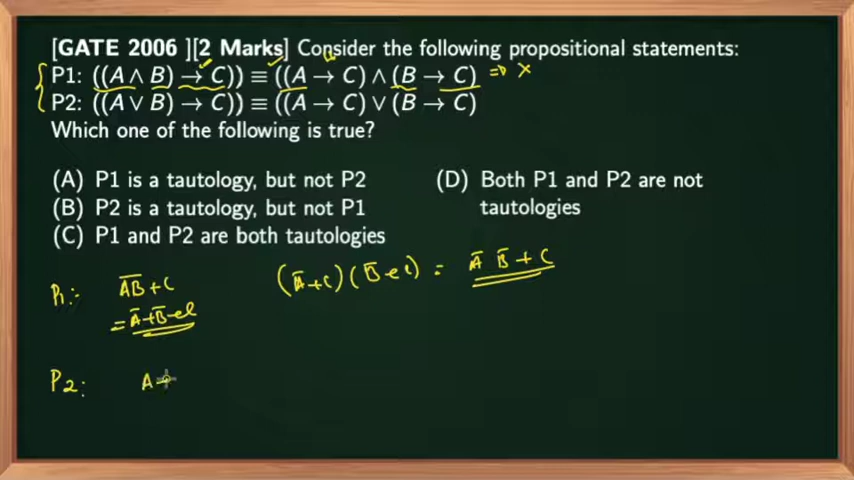 [GATE 2006 ][2 Marks] Consider the following propositional statements:
P1: ((A ∧ B) → C)) ≡ ((A → C) ∧ (B → C) ⇒ ×
P2: ((A ∨ B) → C)) ≡ ((A → C) ∨ (B → C)
Which one of the following is true?
(A) P1 is a tautology, but not P2
(B) P2 is a tautology, but not P1
(C) P1 and P2 are both tautologies
(D) Both P1 and P2 are not
tautologies
P1:- A̅B̅+C
= A̅+B̅+C
(A̅+C)(B̅+C) = A̅ B̅ + C
P2: A+